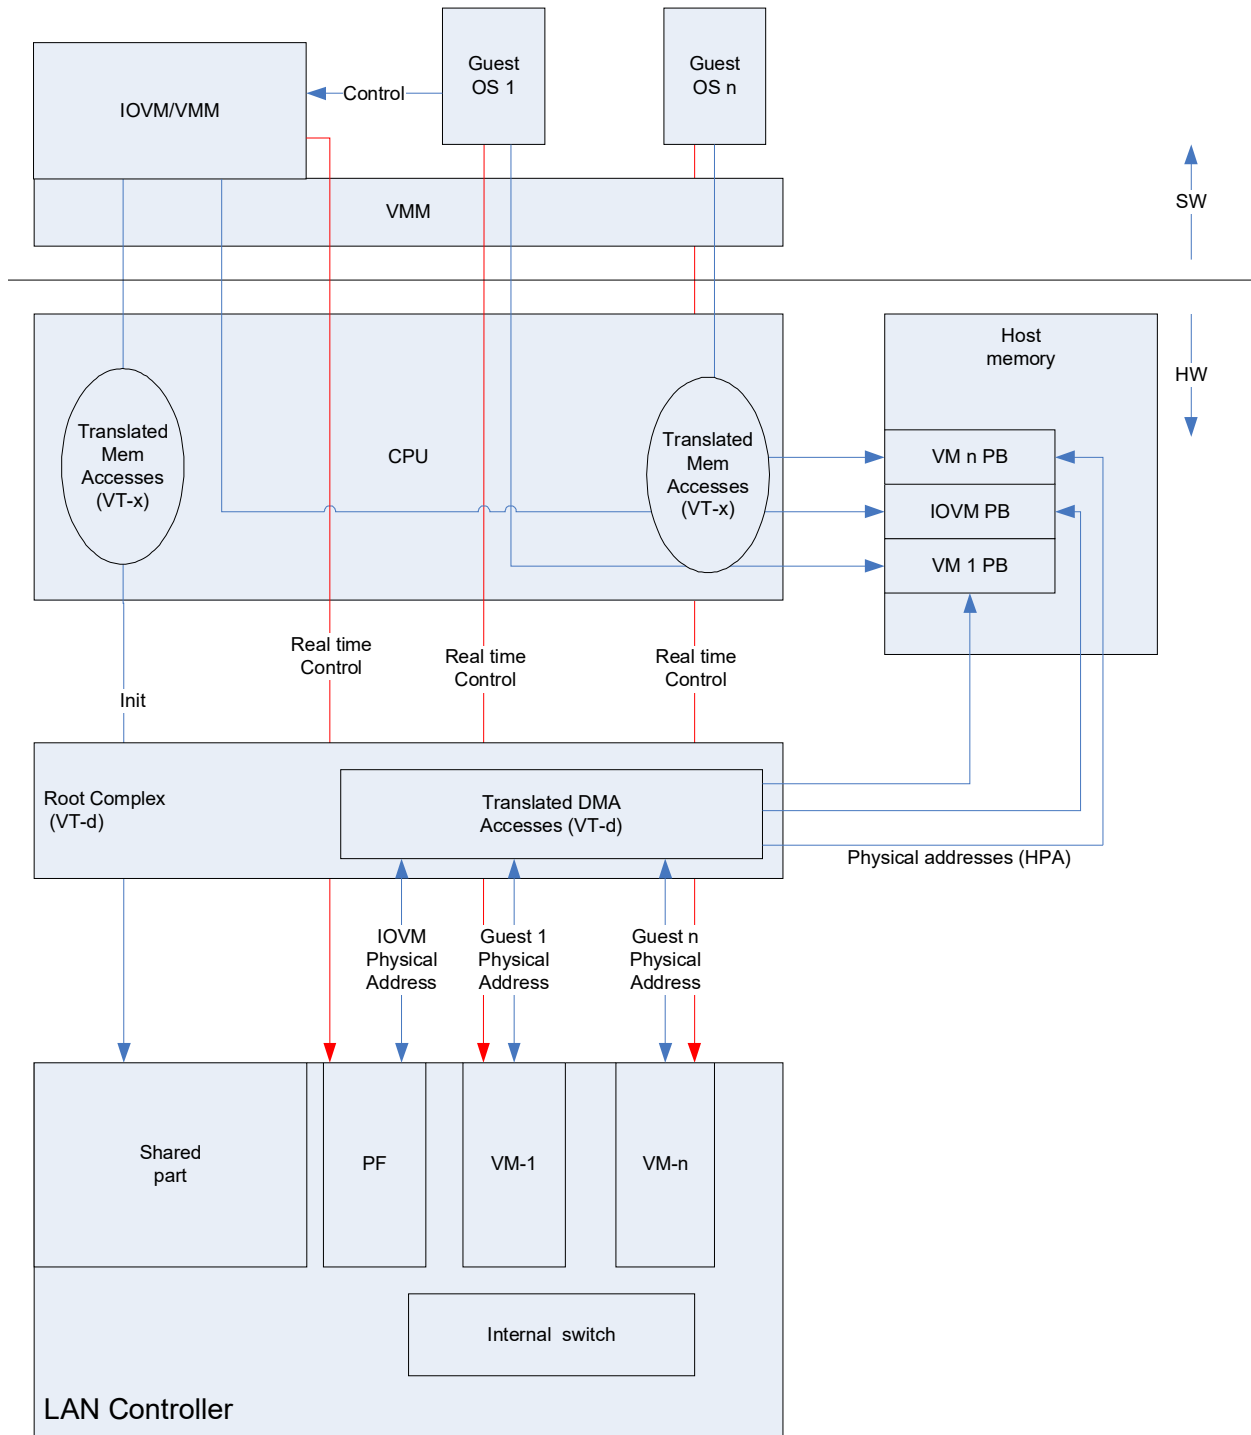 Guest
OS 1
Guest
OS n
Control
IOVM/VMM
SW
VMM
Host
memory
HW
Translated
Mem
Accesses
(VT-x)
CPU
Translated
Mem
Accesses
(VT-x)
VM n PB
IOVM PB
VM 1 PB
Real time
Control
Real time
Control
Real time
Control
Init
Root Complex
(VT-d)
Translated DMA
Accesses (VT-d)
Physical addresses (HPA)
IOVM
Physical
Address
Guest 1
Physical
Address
Guest n
Physical
Address
Shared
part
PF
VM-1
VM-n
Internal switch
LAN Controller